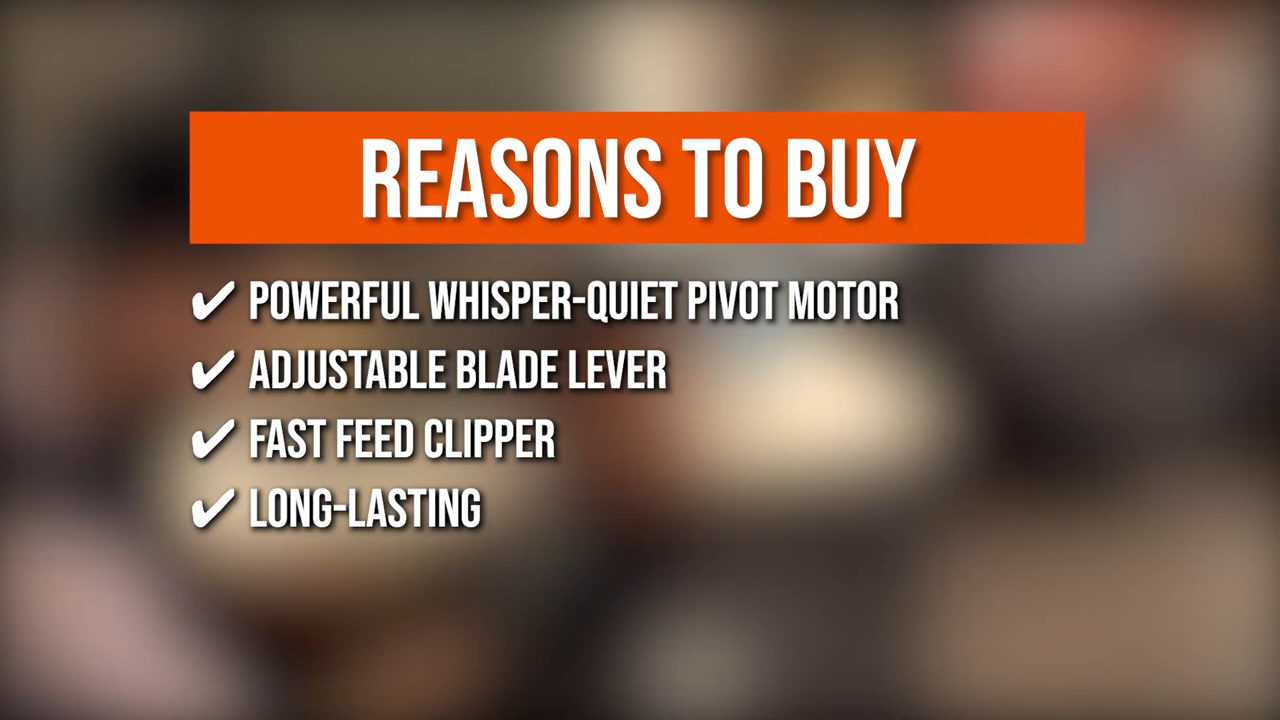 REASONS TO BUY
✔ POWERFUL WHISPER-QUIET PIVOT MOTOR
✔ ADJUSTABLE BLADE LEVER
✔ FAST FEED CLIPPER
✔ LONG-LASTING